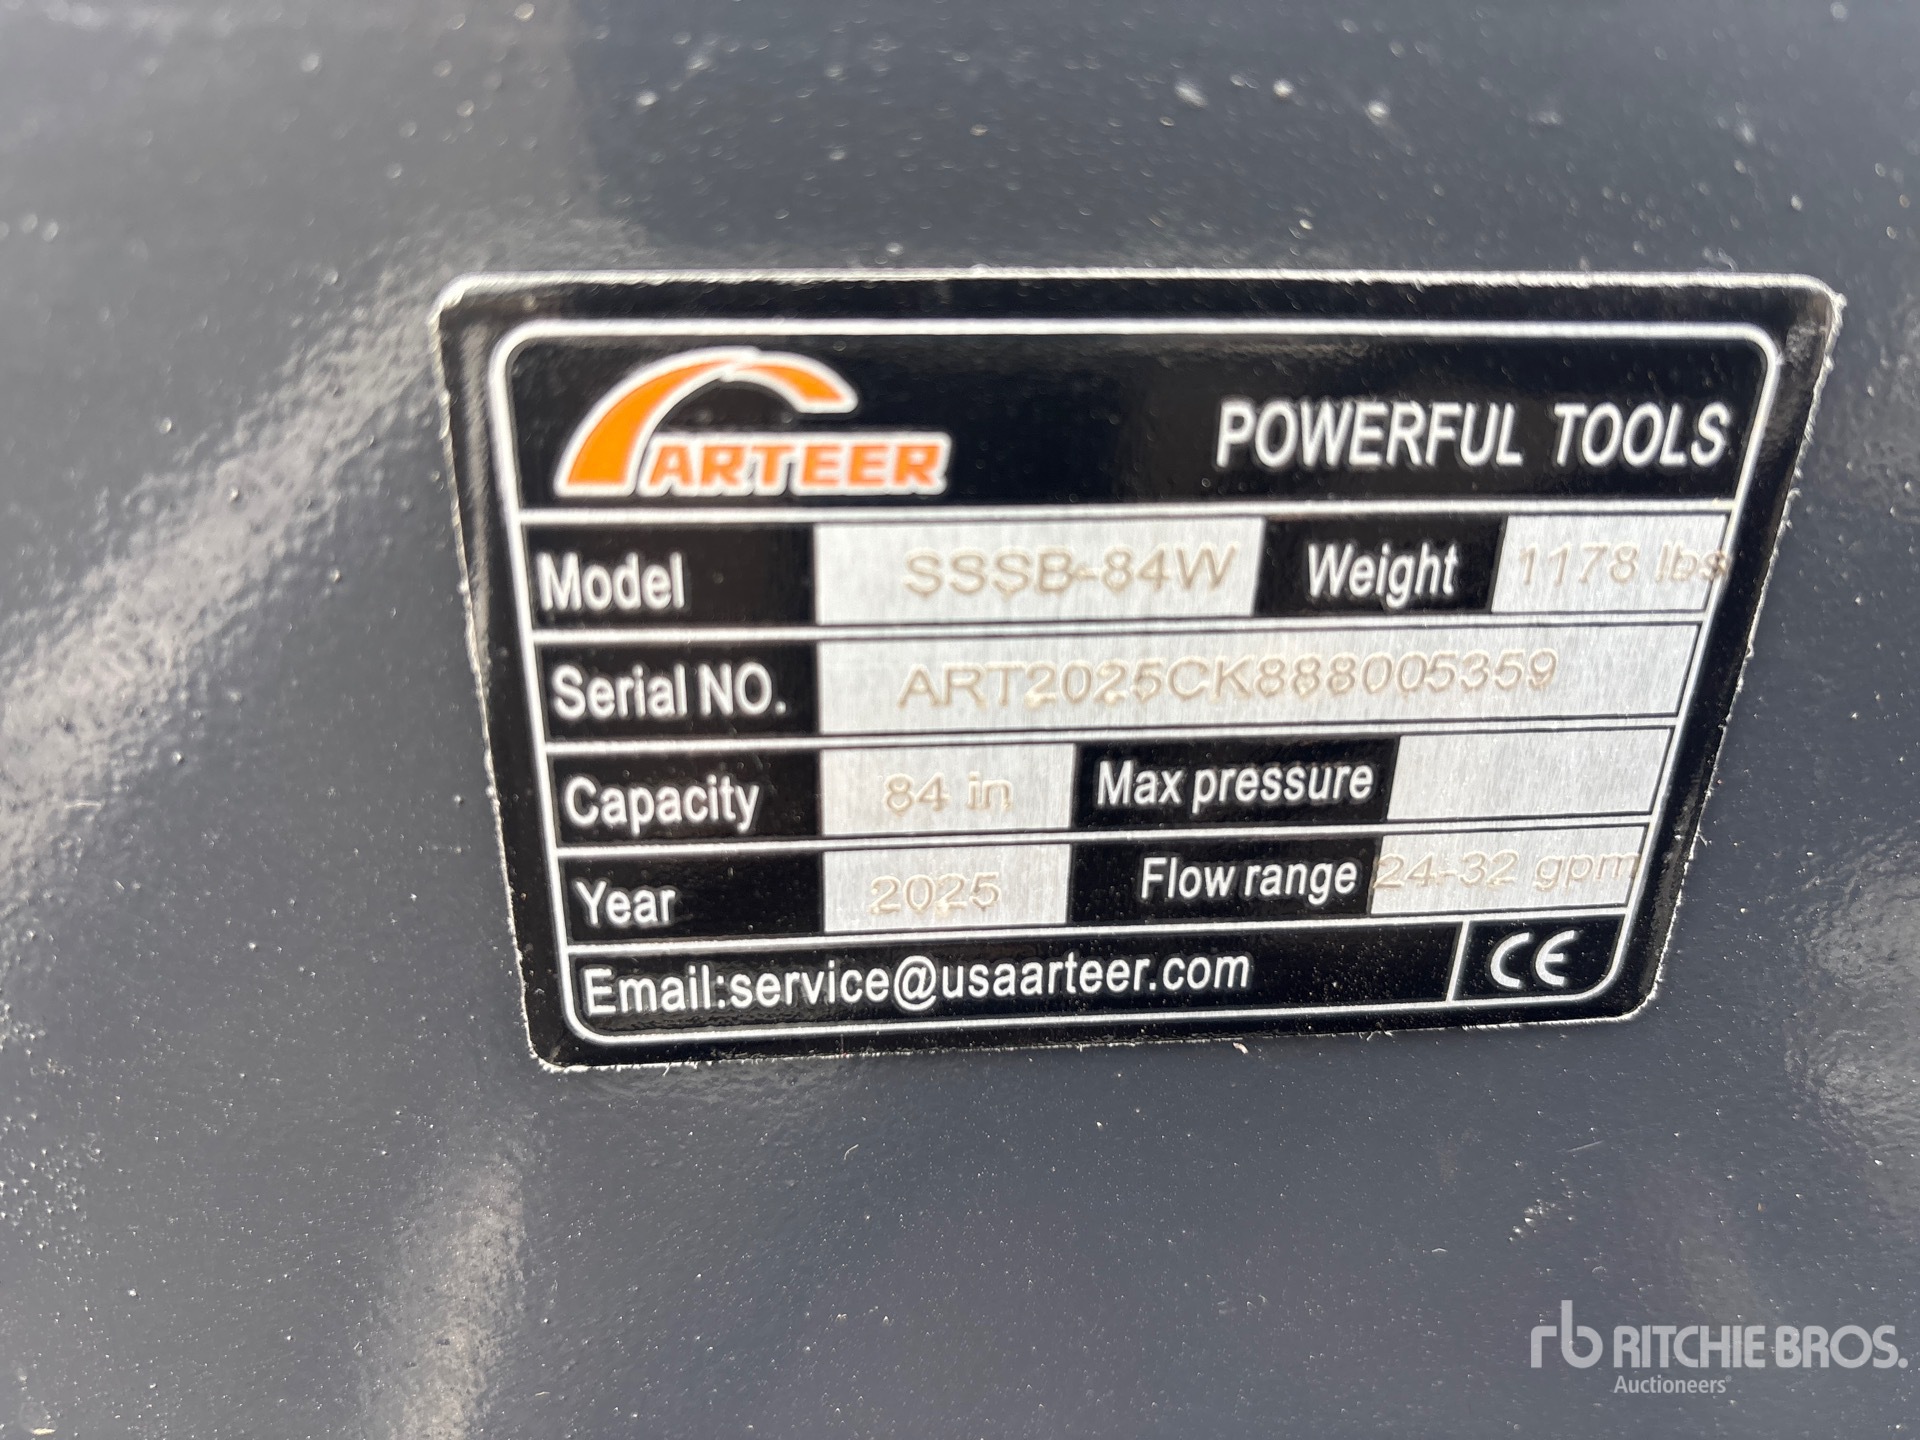 ARTEER POWERFUL TOOLS
Model SSSB-84W Weight 1178 lbs
Serial NO. ART2025CK888005359
Capacity 84 in Max pressure
Year 2025 Flow range 24-32 gpm
Email:service@usaarteer.com CE
rb RITCHIE BROS.
Auctioneers